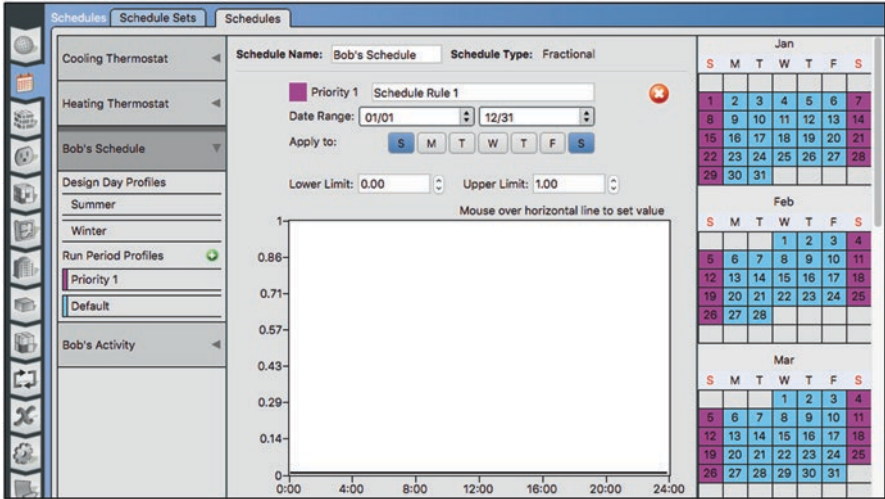 Schedules Schedule Sets Schedules
Cooling Thermostat
Heating Thermostat
Bob's Schedule
Design Day Profiles
Summer
Winter
Run Period Profiles
Priority 1
Default
Bob's Activity
Schedule Name: Bob's Schedule Schedule Type: Fractional
Priority 1 Schedule Rule 1
Date Range: 01/01 12/31
Apply to: S M T W T F S
Lower Limit: 0.00 Upper Limit: 1.00
Mouse over horizontal line to set value
1
0.86
0.71
0.57
0.43
0.29
0.14
0
0:00 4:00 8:00 12:00 16:00 20:00 24:00
Jan
S M T W T F S
1 2 3 4 5 6 7
8 9 10 11 12 13 14
15 16 17 18 19 20 21
22 23 24 25 26 27 28
29 30 31
Feb
S M T W T F S
1 2 3 4
5 6 7 8 9 10 11
12 13 14 15 16 17 18
19 20 21 22 23 24 25
26 27 28
Mar
S M T W T F S
1 2 3 4
5 6 7 8 9 10 11
12 13 14 15 16 17 18
19 20 21 22 23 24 25
26 27 28 29 30 31